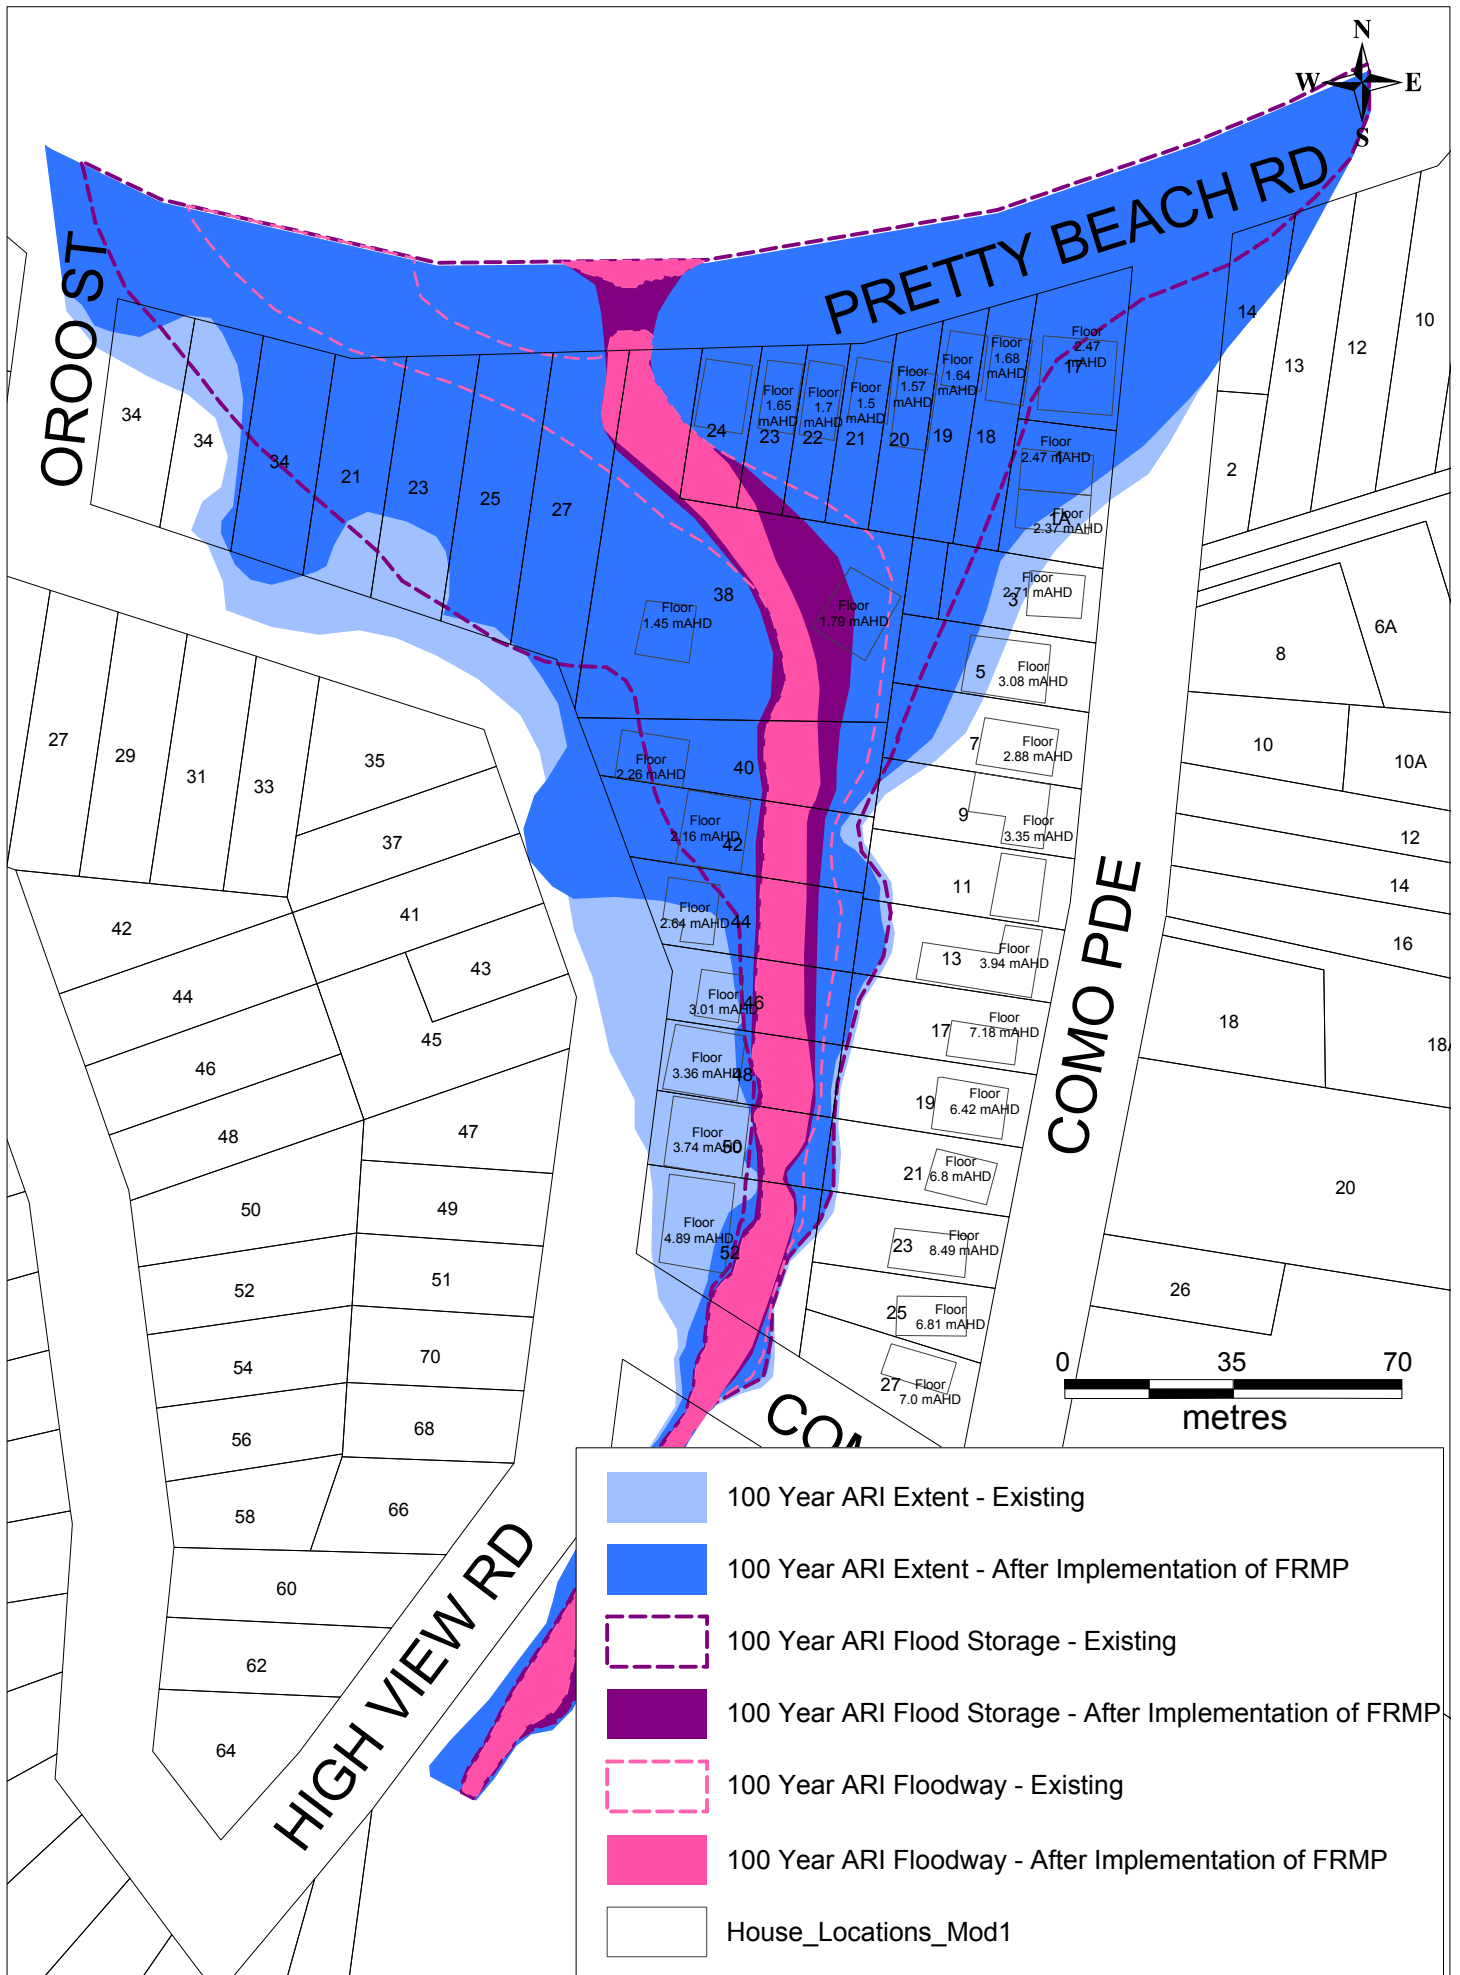 N
W E
S
PRETTY BEACH RD
OROO ST
14
13
12
10
2
Floor
2.47
mAHD
17
Floor
1.68
mAHD
Floor
1.64
mAHD
Floor
1.57
mAHD
Floor
1.5
mAHD
Floor
1.7
mAHD
Floor
1.65
mAHD
34
34
34
21
23
25
27
24
23
22
21
20
19
18
1
Floor
2.47 mAHD
1A
Floor
2.37 mAHD
38
Floor
1.45 mAHD
Floor
1.79 mAHD
3
Floor
2.71 mAHD
5
Floor
3.08 mAHD
7
Floor
2.88 mAHD
9
Floor
3.35 mAHD
11
13
Floor
3.94 mAHD
17
Floor
7.18 mAHD
19
Floor
6.42 mAHD
21
Floor
6.8 mAHD
23
Floor
8.49 mAHD
25
Floor
6.81 mAHD
27
Floor
7.0 mAHD
40
Floor
2.26 mAHD
42
Floor
2.16 mAHD
44
Floor
2.64 mAHD
46
Floor
3.01 mAHD
48
Floor
3.36 mAHD
50
Floor
3.74 mAHD
52
Floor
4.89 mAHD
6A
8
10
10A
12
14
16
18
18A
20
26
COMO PDE
27
29
31
33
35
37
41
43
45
47
49
51
70
68
66
42
44
46
48
50
52
54
56
58
60
62
64
HIGH VIEW RD
0 35 70
metres
100 Year ARI Extent - Existing
100 Year ARI Extent - After Implementation of FRMP
100 Year ARI Flood Storage - Existing
100 Year ARI Flood Storage - After Implementation of FRMP
100 Year ARI Floodway - Existing
100 Year ARI Floodway - After Implementation of FRMP
House_Locations_Mod1